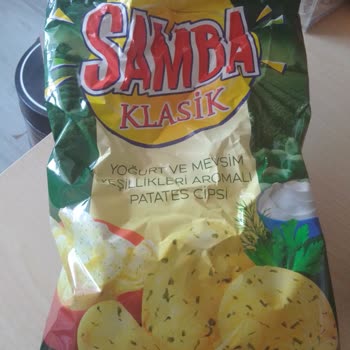 SAMBA
KLASİK
YOĞURT VE MEVSİM
YEŞİLLİKLERİ AROMALI
PATATES CİPSİ